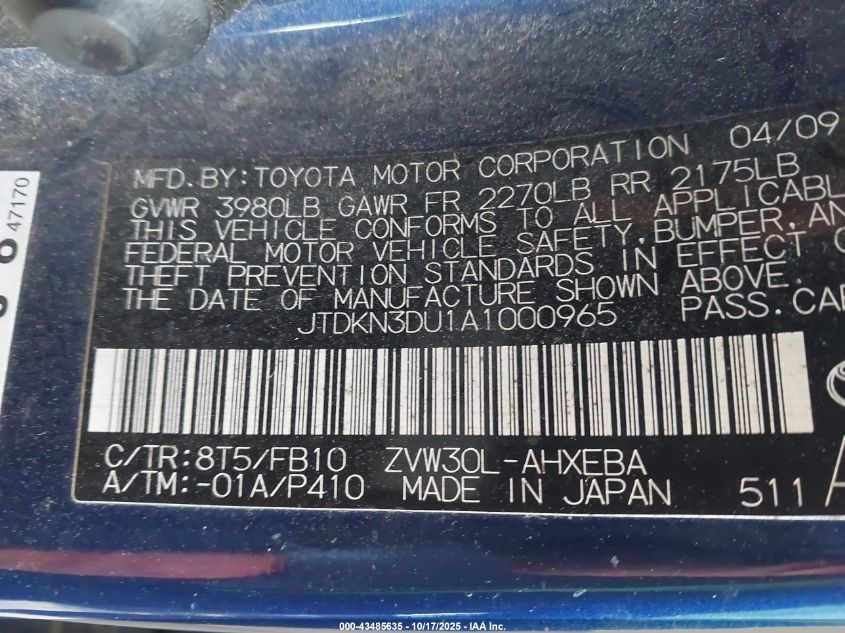 47170
MFD.BY:TOYOTA MOTOR CORPORATION 04/09
GVWR 3980LB GAWR FR 2270LB RR 2175LB
THIS VEHICLE CONFORMS TO ALL APPLICABL
FEDERAL MOTOR VEHICLE SAFETY,BUMPER,AN
THEFT PREVENTION STANDARDS IN EFFECT O
THE DATE OF MANUFACTURE SHOWN ABOVE.
JTDKN3DU1A1000965 PASS.CAR
C/TR:8T5/FB10 ZVW30L-AHXEBA
A/TM:-01A/P410 MADE IN JAPAN 511
000-43485635 - 10/17/2025 - IAA Inc.